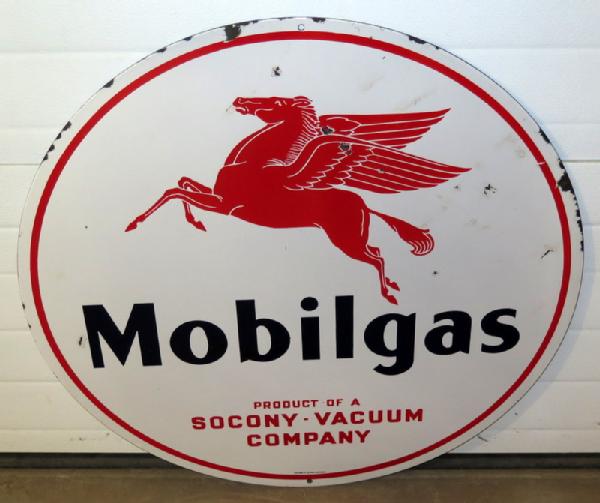 Mobilgas
PRODUCT OF A
SOCONY-VACUUM
COMPANY